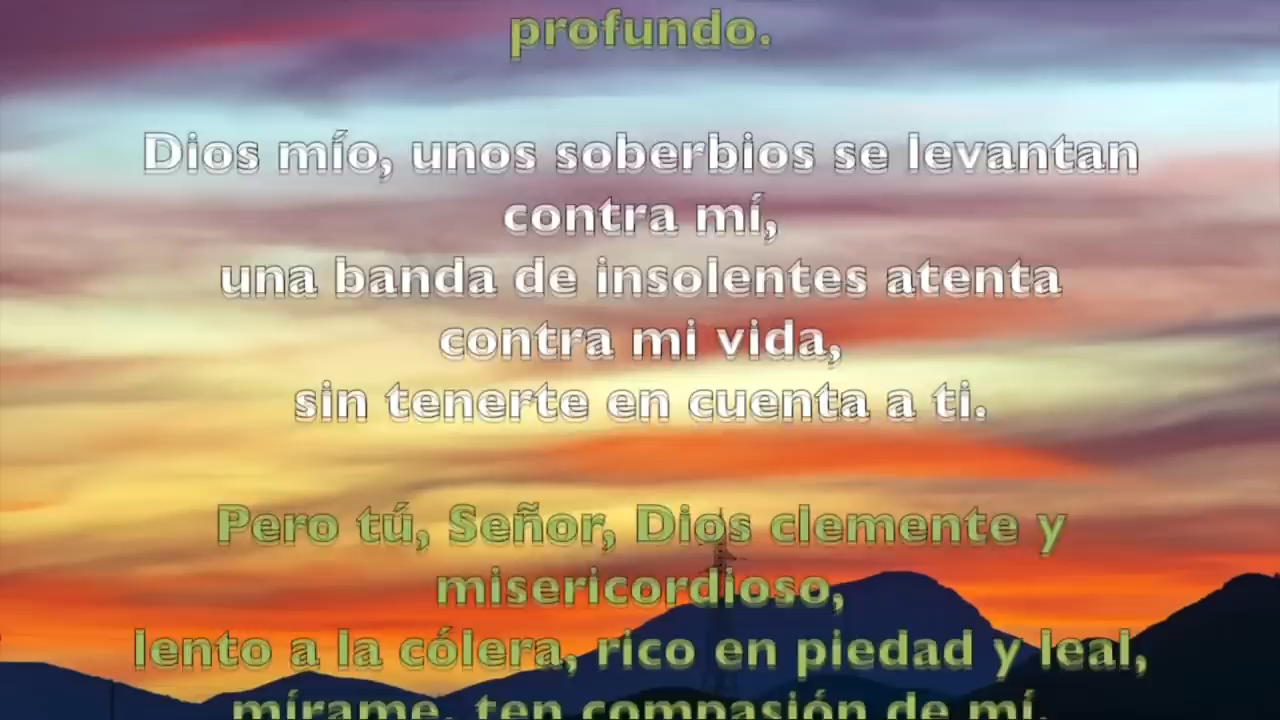 profundo.
Dios mío, unos soberbios se levantan
contra mí,
una banda de insolentes atenta
contra mi vida,
sin tenerte en cuenta a ti.
Pero tú, Señor, Dios clemente y
misericordioso,
lento a la cólera, rico en piedad y leal,
mírame, ten compasión de mí.